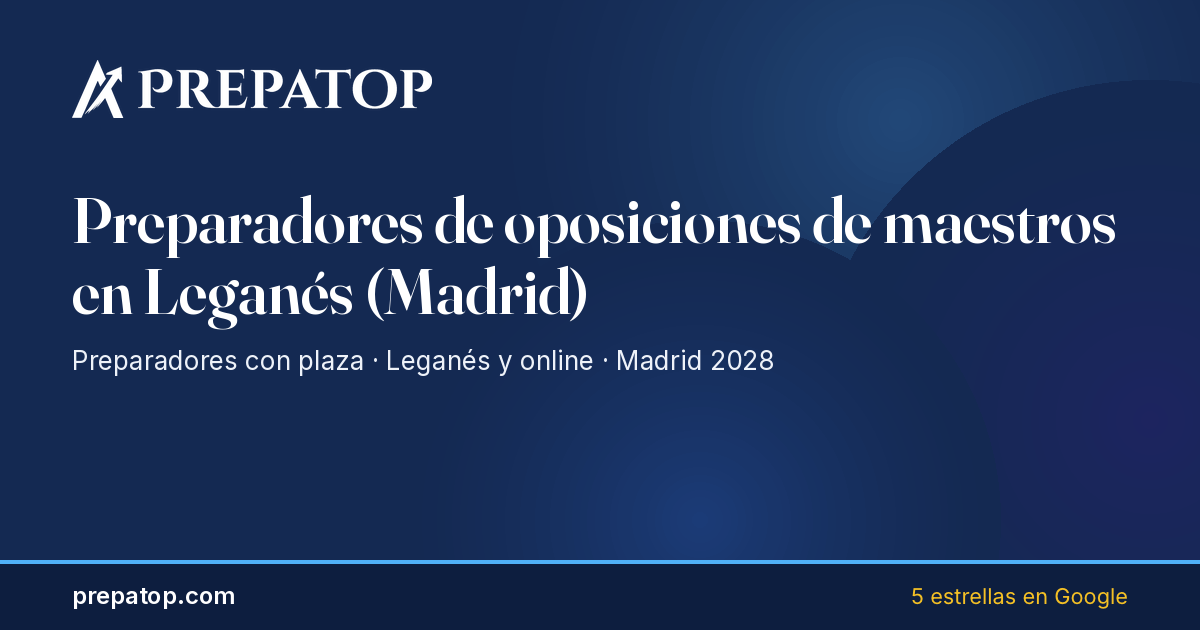 PREPATOP
Preparadores de oposiciones de maestros
en Leganés (Madrid)
Preparadores con plaza · Leganés y online · Madrid 2028
prepatop.com
5 estrellas en Google